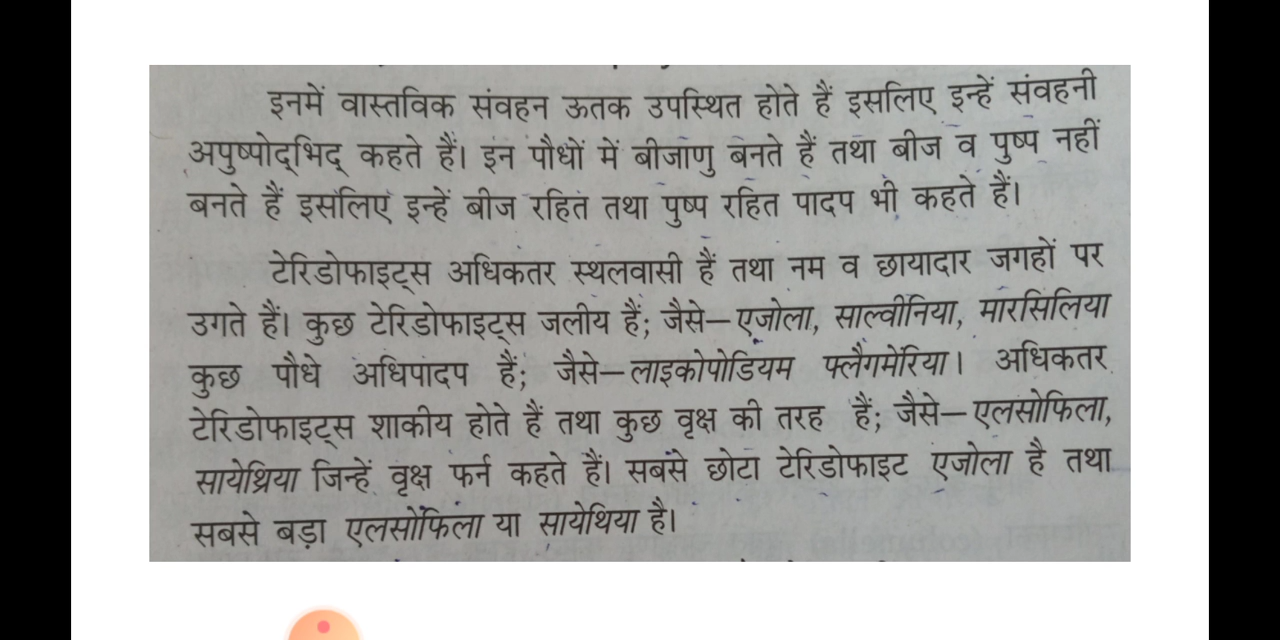 इनमें वास्तविक संवहन ऊतक उपस्थित होते हैं इसलिए इन्हें संवहनी
अपुष्पोद्‌भिद् कहते हैं। इन पौधों में बीजाणु बनते हैं तथा बीज व पुष्प नहीं
बनते हैं इसलिए इन्हें बीज रहित तथा पुष्प रहित पादप भी कहते हैं।
टेरिडोफाइट्स अधिकतर स्थलवासी हैं तथा नम व छायादार जगहों पर
उगते हैं। कुछ टेरिडोफाइट्स जलीय हैं; जैसे–एजोला, साल्वीनिया, मारसिलिया
कुछ पौधे अधिपादप हैं; जैसे–लाइकोपोडियम फ्लैगमेरिया। अधिकतर
टेरिडोफाइट्स शाकीय होते हैं तथा कुछ वृक्ष की तरह हैं; जैसे–एलसोफिला,
सायेथ्रिया जिन्हें वृक्ष फर्न कहते हैं। सबसे छोटा टेरिडोफाइट एजोला है तथा
सबसे बड़ा एलसोफिला या सायेथिया है।